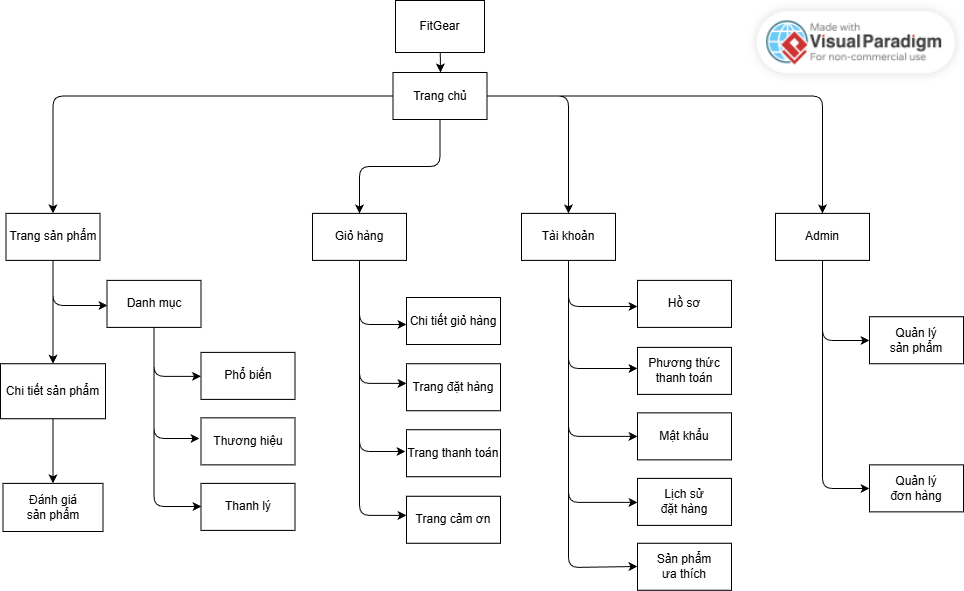 FitGear
Made with
Visual Paradigm
For non-commercial use
Trang chủ
Trang sản phẩm
Giỏ hàng
Tài khoản
Admin
Danh mục
Hồ sơ
Chi tiết giỏ hàng
Quản lý
sản phẩm
Phương thức
thanh toán
Phổ biến
Chi tiết sản phẩm
Trang đặt hàng
Thương hiệu
Mật khẩu
Trang thanh toán
Đánh giá
sản phẩm
Thanh lý
Lịch sử
đặt hàng
Quản lý
đơn hàng
Trang cảm ơn
Sản phẩm
ưa thích